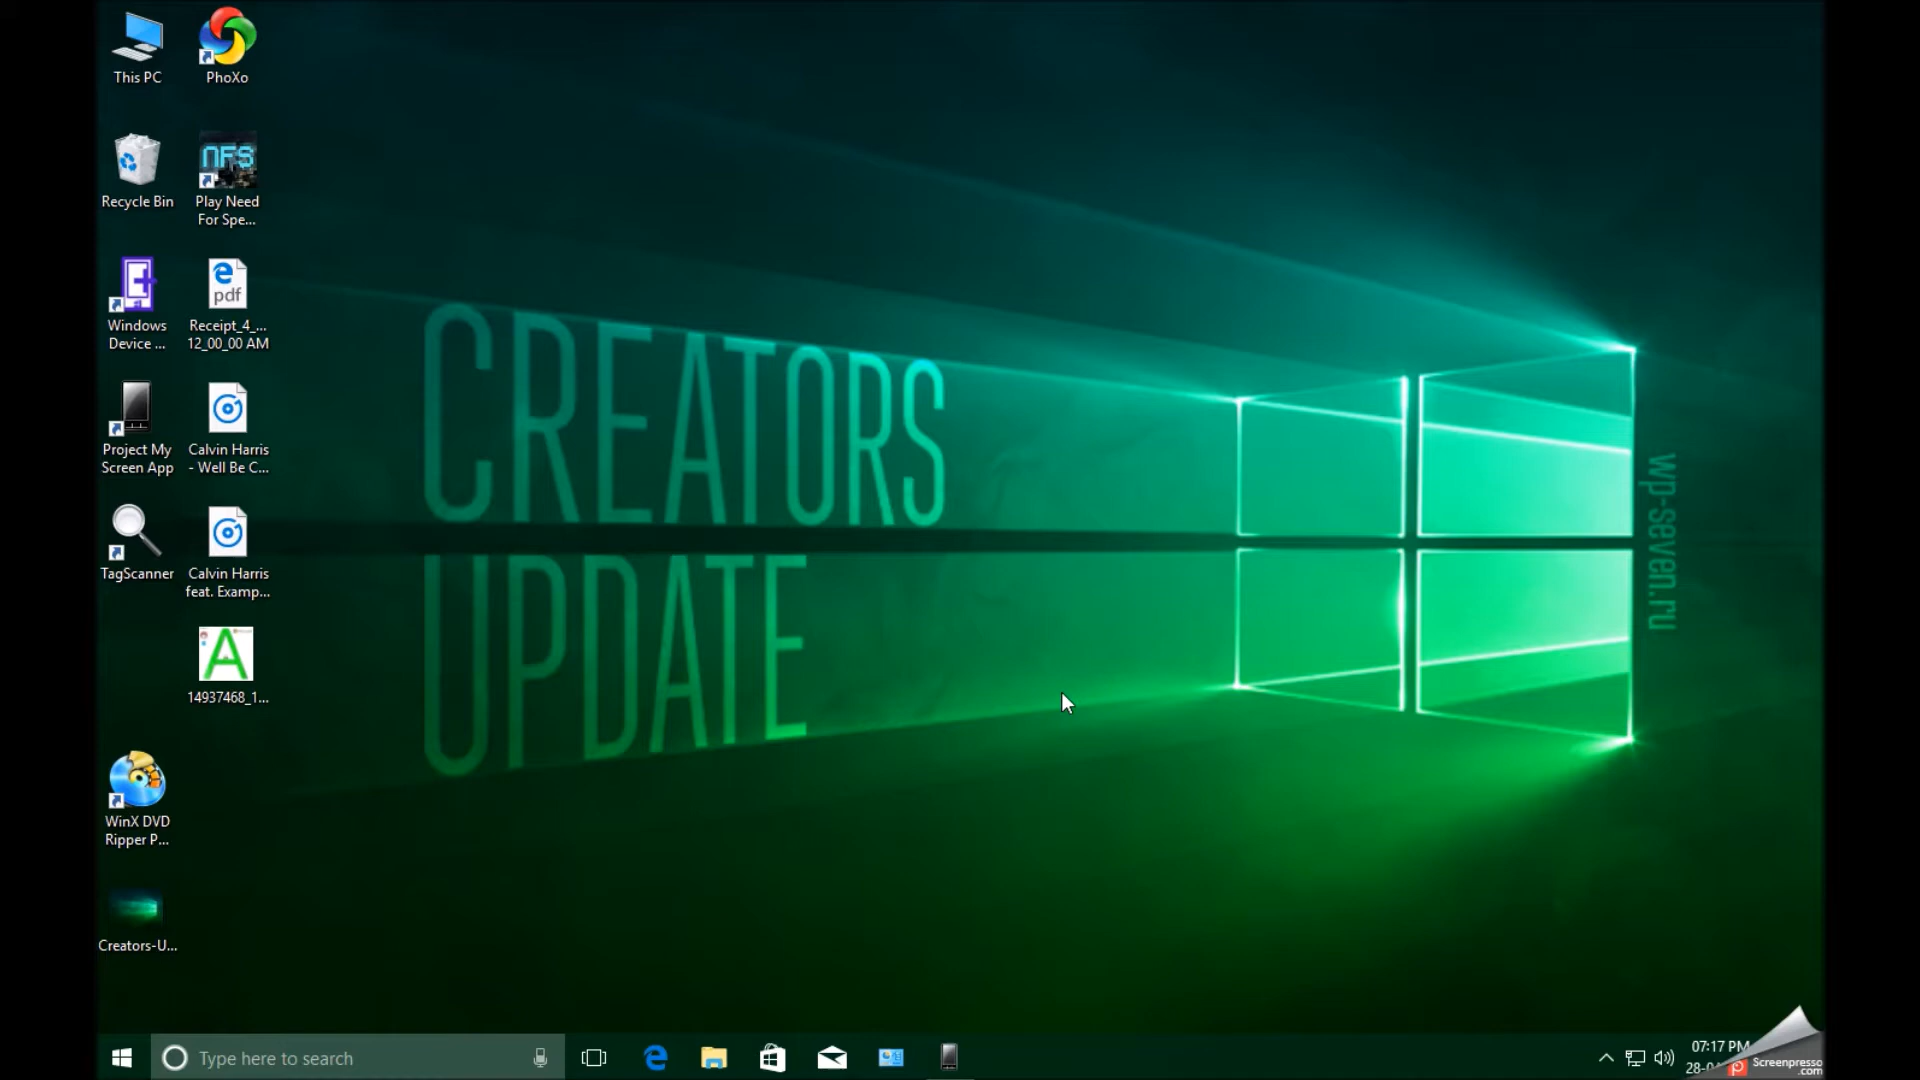 This PC
PhoXo
Recycle Bin
NFS
Play Need
For Spe...
Windows
Device ...
pdf
Receipt_4_...
12_00_00 AM
Project My
Screen App
Calvin Harris
- Well Be C...
TagScanner
Calvin Harris
feat. Examp...
A
14937468_1...
WinX DVD
Ripper P...
Creators-U...
CREATORS
UPDATE
wp-seven.ru
Type here to search
07:17 PM
Screenpresso
.com